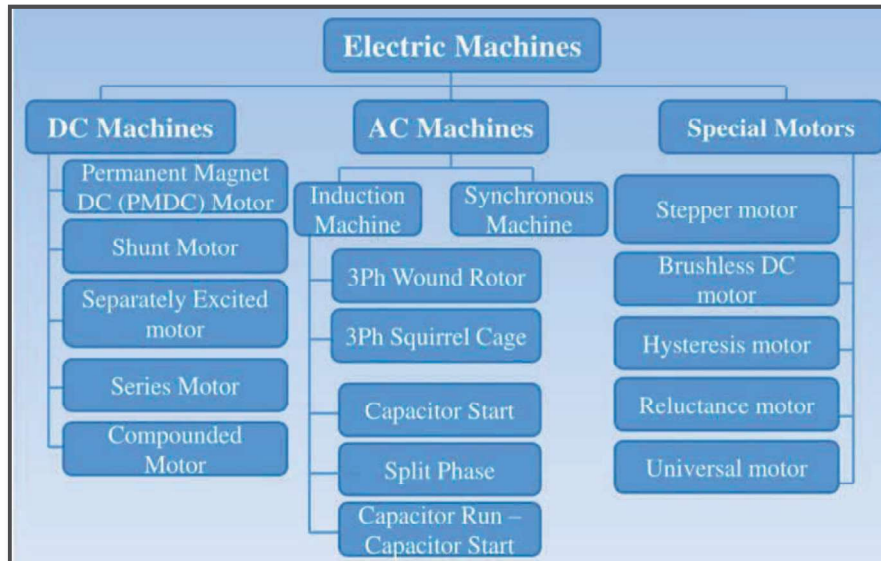 Electric Machines
DC Machines
AC Machines
Special Motors
Permanent Magnet
DC (PMDC) Motor
Shunt Motor
Separately Excited
motor
Series Motor
Compounded
Motor
Induction
Machine
Synchronous
Machine
3Ph Wound Rotor
3Ph Squirrel Cage
Capacitor Start
Split Phase
Capacitor Run –
Capacitor Start
Stepper motor
Brushless DC
motor
Hysteresis motor
Reluctance motor
Universal motor